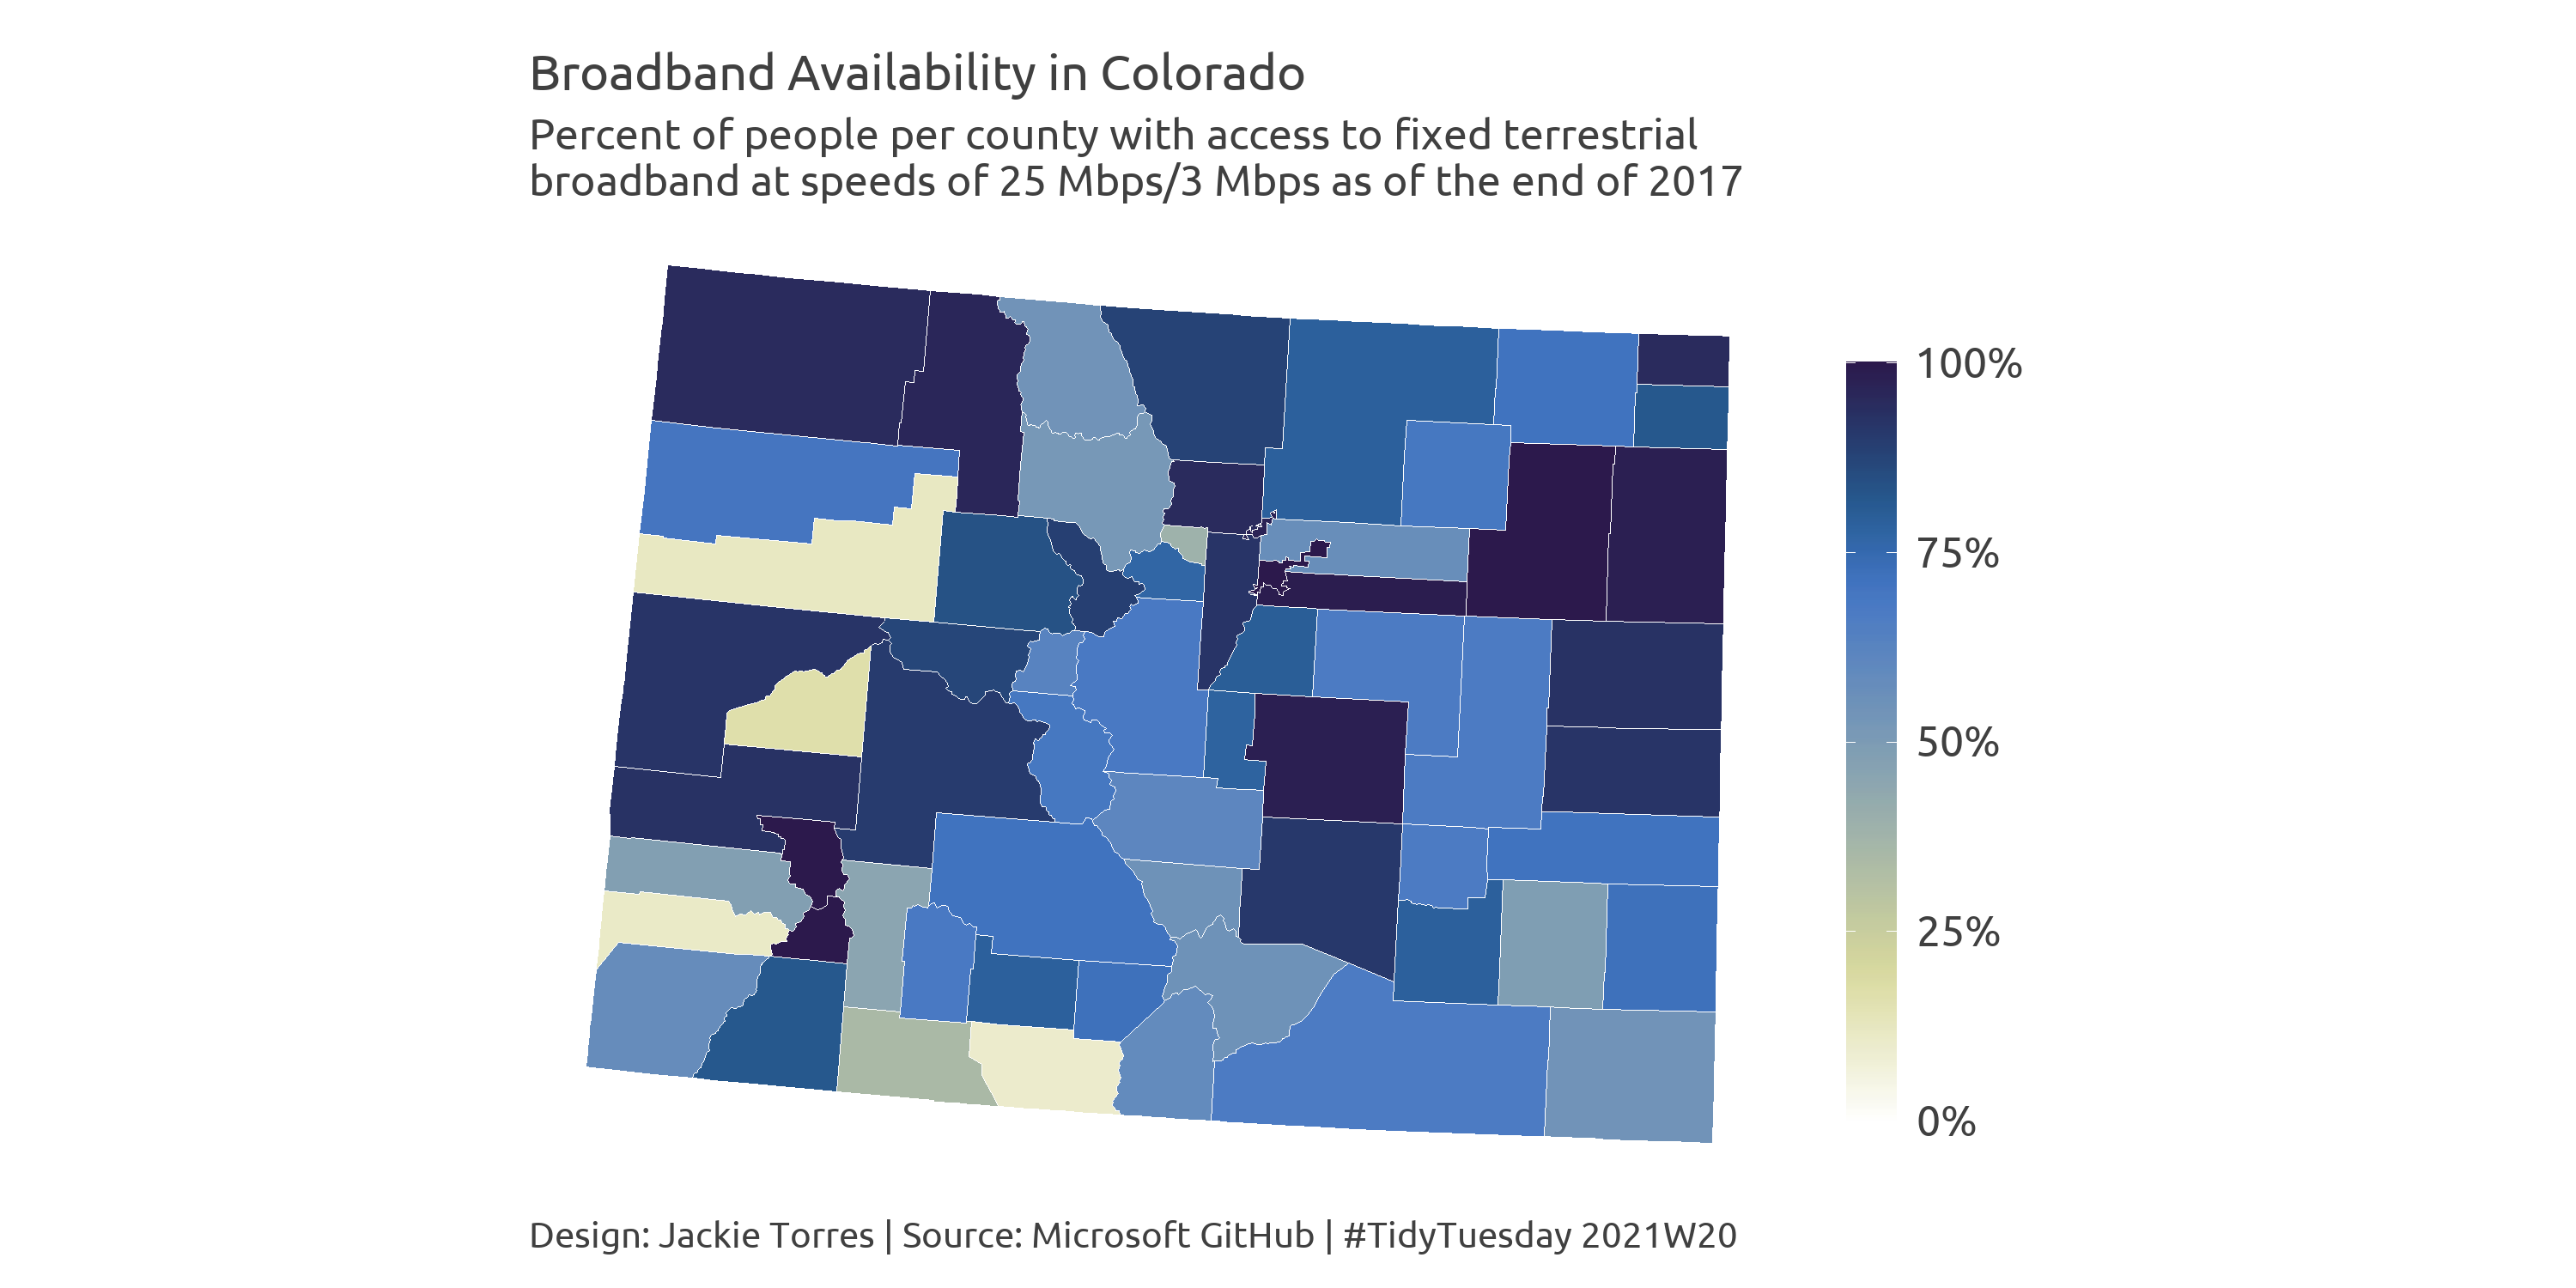 Broadband Availability in Colorado
Percent of people per county with access to fixed terrestrial
broadband at speeds of 25 Mbps/3 Mbps as of the end of 2017
100%
75%
50%
25%
0%
Design: Jackie Torres | Source: Microsoft GitHub | #TidyTuesday 2021W20